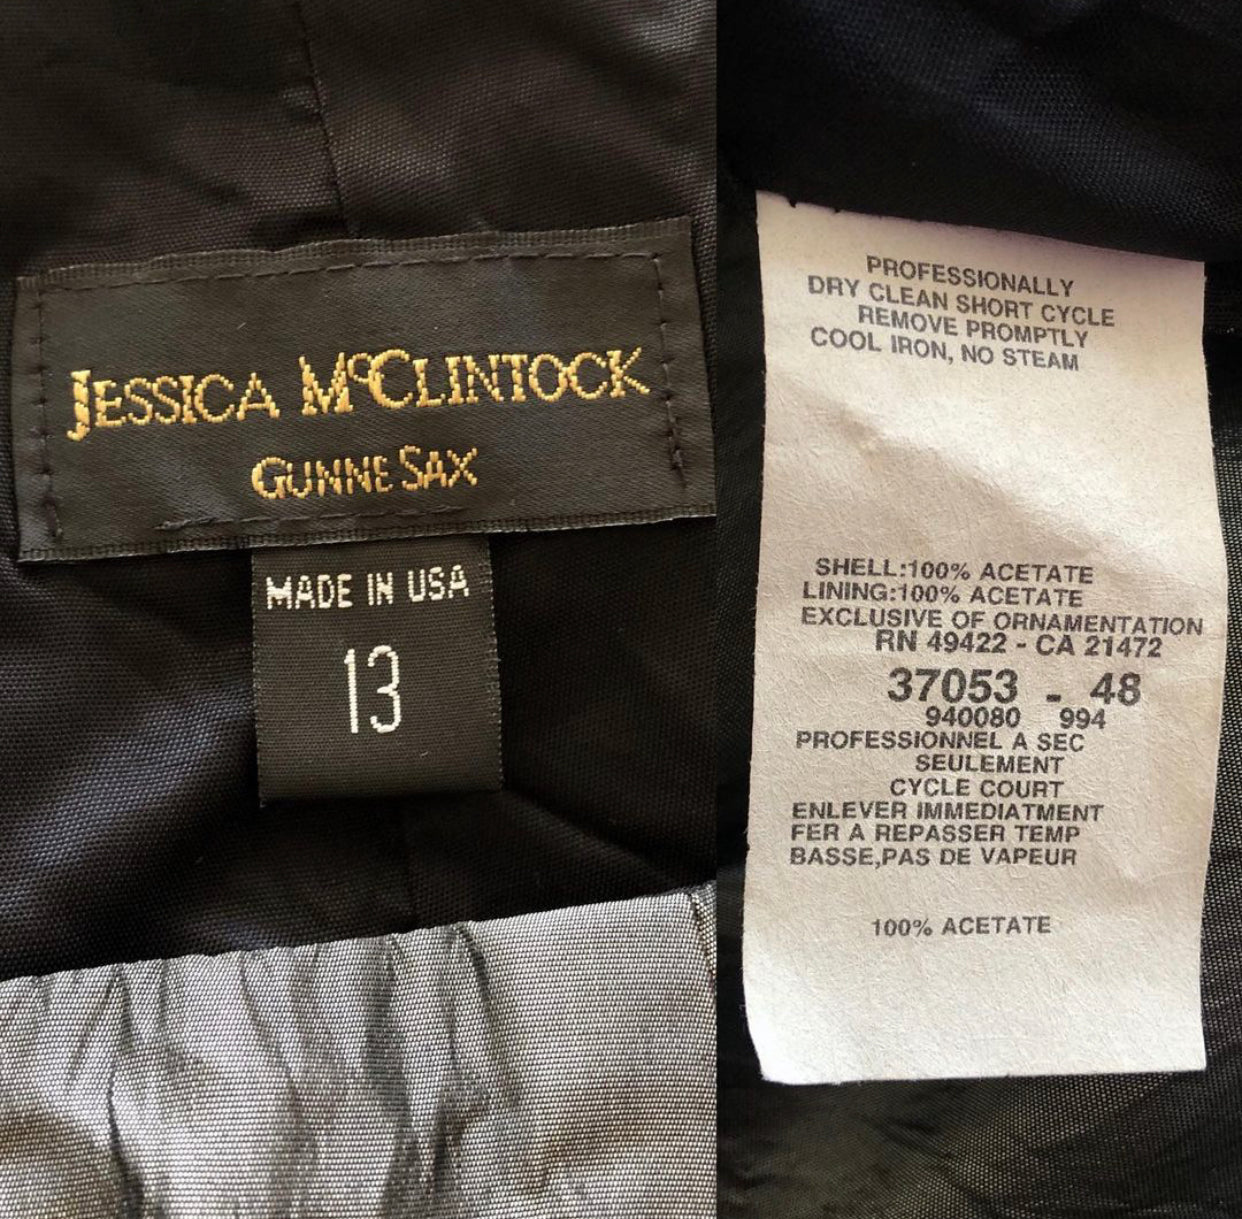 JESSICA McCLINTOCK
GUNNE SAX
MADE IN USA
13
PROFESSIONALLY
DRY CLEAN SHORT CYCLE
REMOVE PROMPTLY
COOL IRON, NO STEAM
SHELL:100% ACETATE
LINING:100% ACETATE
EXCLUSIVE OF ORNAMENTATION
RN 49422 - CA 21472
37053 - 48
940080 994
PROFESSIONNEL A SEC
SEULEMENT
CYCLE COURT
ENLEVER IMMEDIATMENT
FER A REPASSER TEMP
BASSE,PAS DE VAPEUR
100% ACETATE